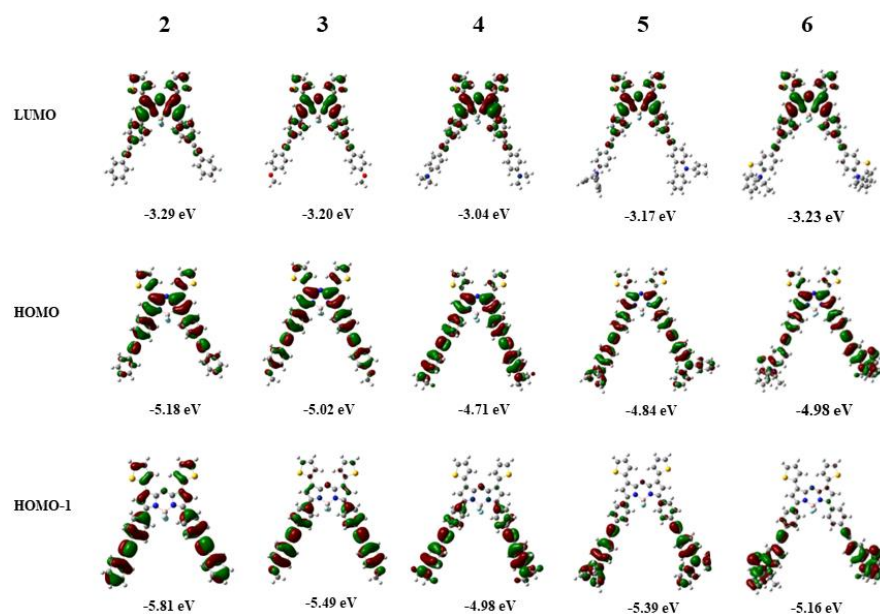 2 3 4 5 6
LUMO
-3.29 eV -3.20 eV -3.04 eV -3.17 eV -3.23 eV
HOMO
-5.18 eV -5.02 eV -4.71 eV -4.84 eV -4.98 eV
HOMO-1
-5.81 eV -5.49 eV -4.98 eV -5.39 eV -5.16 eV